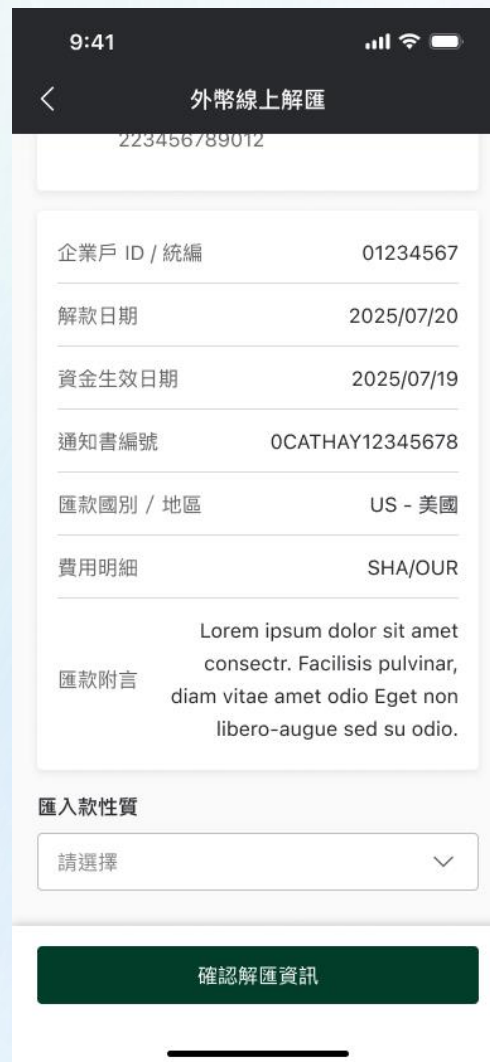 9:41
外幣線上解匯
223456789012
企業戶 ID / 統編 01234567
解款日期 2025/07/20
資金生效日期 2025/07/19
通知書編號 0CATHAY12345678
匯款國別 / 地區 US - 美國
費用明細 SHA/OUR
匯款附言
Lorem ipsum dolor sit amet
consectr. Facilisis pulvinar,
diam vitae amet odio Eget non
libero-augue sed su odio.
匯入款性質
請選擇
確認解匯資訊